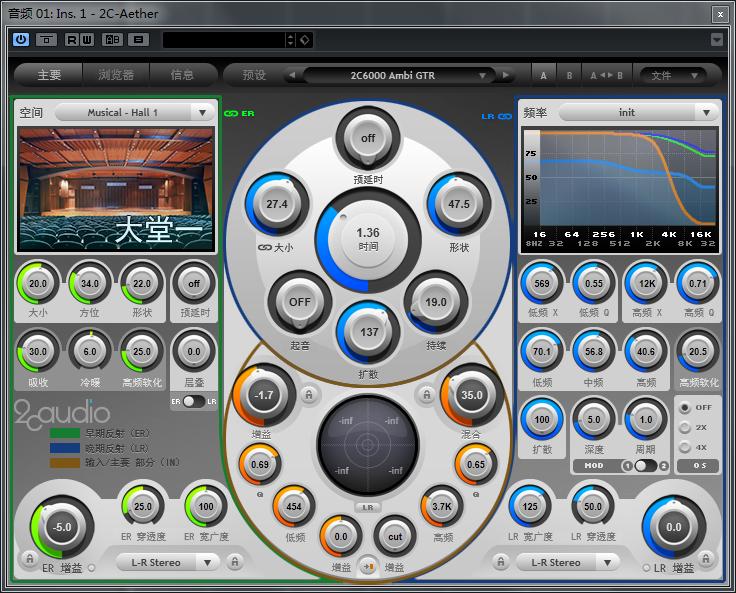 音频 01: Ins. 1 - 2C-Aether
x
R W
A B
主要 浏览器 信息 预设 2C6000 Ambi GTR A B A B 文件
空间 Musical - Hall 1
ER
LR
频率 init
大堂一
75
50
25
16 64 256 1K 4K 16K
8HZ 32 128 512 2K 8K 32
off
预延时
27.4
大小
1.36
时间
47.5
形状
OFF
起音
137
扩散
19.0
持续
20.0 34.0 22.0 off
大小 方位 形状 预延时
30.0 6.0 25.0 0.0
吸收 冷暖 高频软化 层叠
ER LR
2caudio
早期反射 (ER)
晚期反射 (LR)
输入/主要 部分 (IN)
569 0.55 12K 0.71
低频 X 低频 Q 高频 X 高频 Q
70.1 56.8 40.6 20.5
低频 中频 高频 高频软化
100 5.0 1.0
扩散 深度 周期
MOD 1 2
OFF
2X
4X
OS
-1.7
增益
A
A
35.0
混合
-inf -inf
-inf -inf
LR
0.69
Q
0.65
Q
454
低频
3.7K
高频
0.0
增益
cut
增益
-5.0
A
ER 增益
25.0
ER 穿透度
100
ER 宽广度
L-R Stereo
A
125
LR 宽广度
50.0
LR 穿透度
A
L-R Stereo
0.0
LR 增益
A